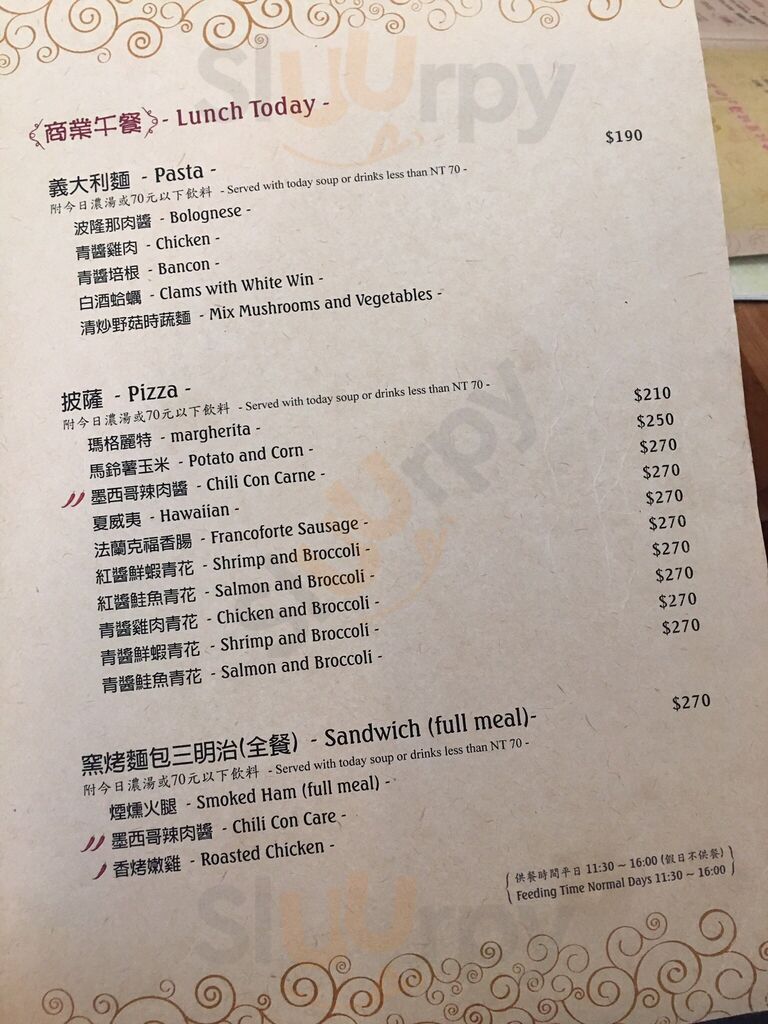 商業午餐 - Lunch Today -
義大利麵 - Pasta - $190
附今日濃湯或70元以下飲料 - Served with today soup or drinks less than NT 70 -
波隆那肉醬 - Bolognese -
青醬雞肉 - Chicken -
青醬培根 - Bancon -
白酒蛤蠣 - Clams with White Win -
清炒野菇時蔬麵 - Mix Mushrooms and Vegetables -
披薩 - Pizza -
附今日濃湯或70元以下飲料 - Served with today soup or drinks less than NT 70 -
瑪格麗特 - margherita - $210
馬鈴薯玉米 - Potato and Corn - $250
墨西哥辣肉醬 - Chili Con Carne - $270
夏威夷 - Hawaiian - $270
法蘭克福香腸 - Francoforte Sausage - $270
紅醬鮮蝦青花 - Shrimp and Broccoli - $270
紅醬鮭魚青花 - Salmon and Broccoli - $270
青醬雞肉青花 - Chicken and Broccoli - $270
青醬鮮蝦青花 - Shrimp and Broccoli - $270
青醬鮭魚青花 - Salmon and Broccoli - $270
窯烤麵包三明治(全餐) - Sandwich (full meal)- $270
附今日濃湯或70元以下飲料 - Served with today soup or drinks less than NT 70 -
煙燻火腿 - Smoked Ham (full meal) -
墨西哥辣肉醬 - Chili Con Care -
香烤嫩雞 - Roasted Chicken -
供餐時間平日 11:30 ~ 16:00 (假日不供餐)
Feeding Time Normal Days 11:30 ~ 16:00
Sluurpy
Sluurpy
Sluurpy